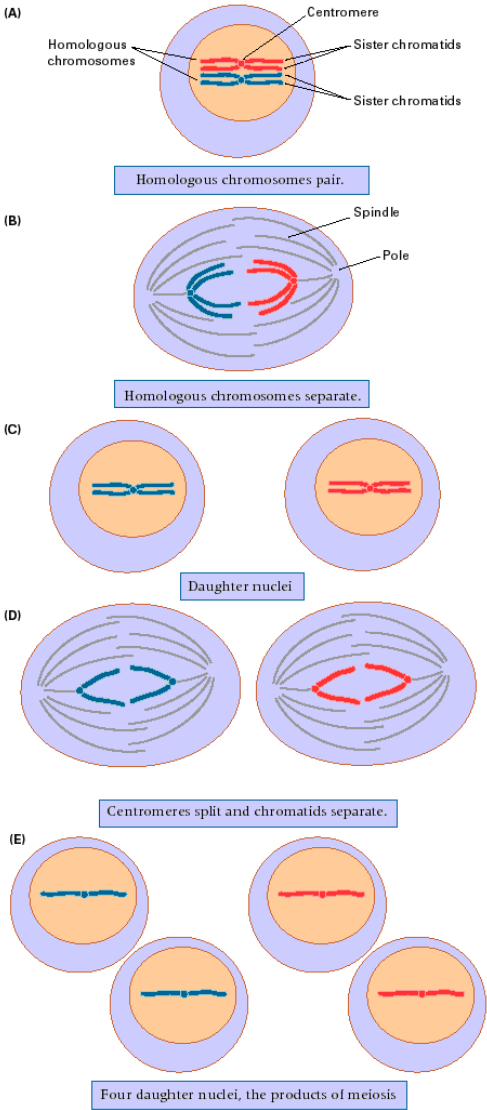 (A)
Centromere
Homologous
chromosomes
Sister chromatids
Sister chromatids
Homologous chromosomes pair.
(B)
Spindle
Pole
Homologous chromosomes separate.
(C)
Daughter nuclei
(D)
Centromeres split and chromatids separate.
(E)
Four daughter nuclei, the products of meiosis